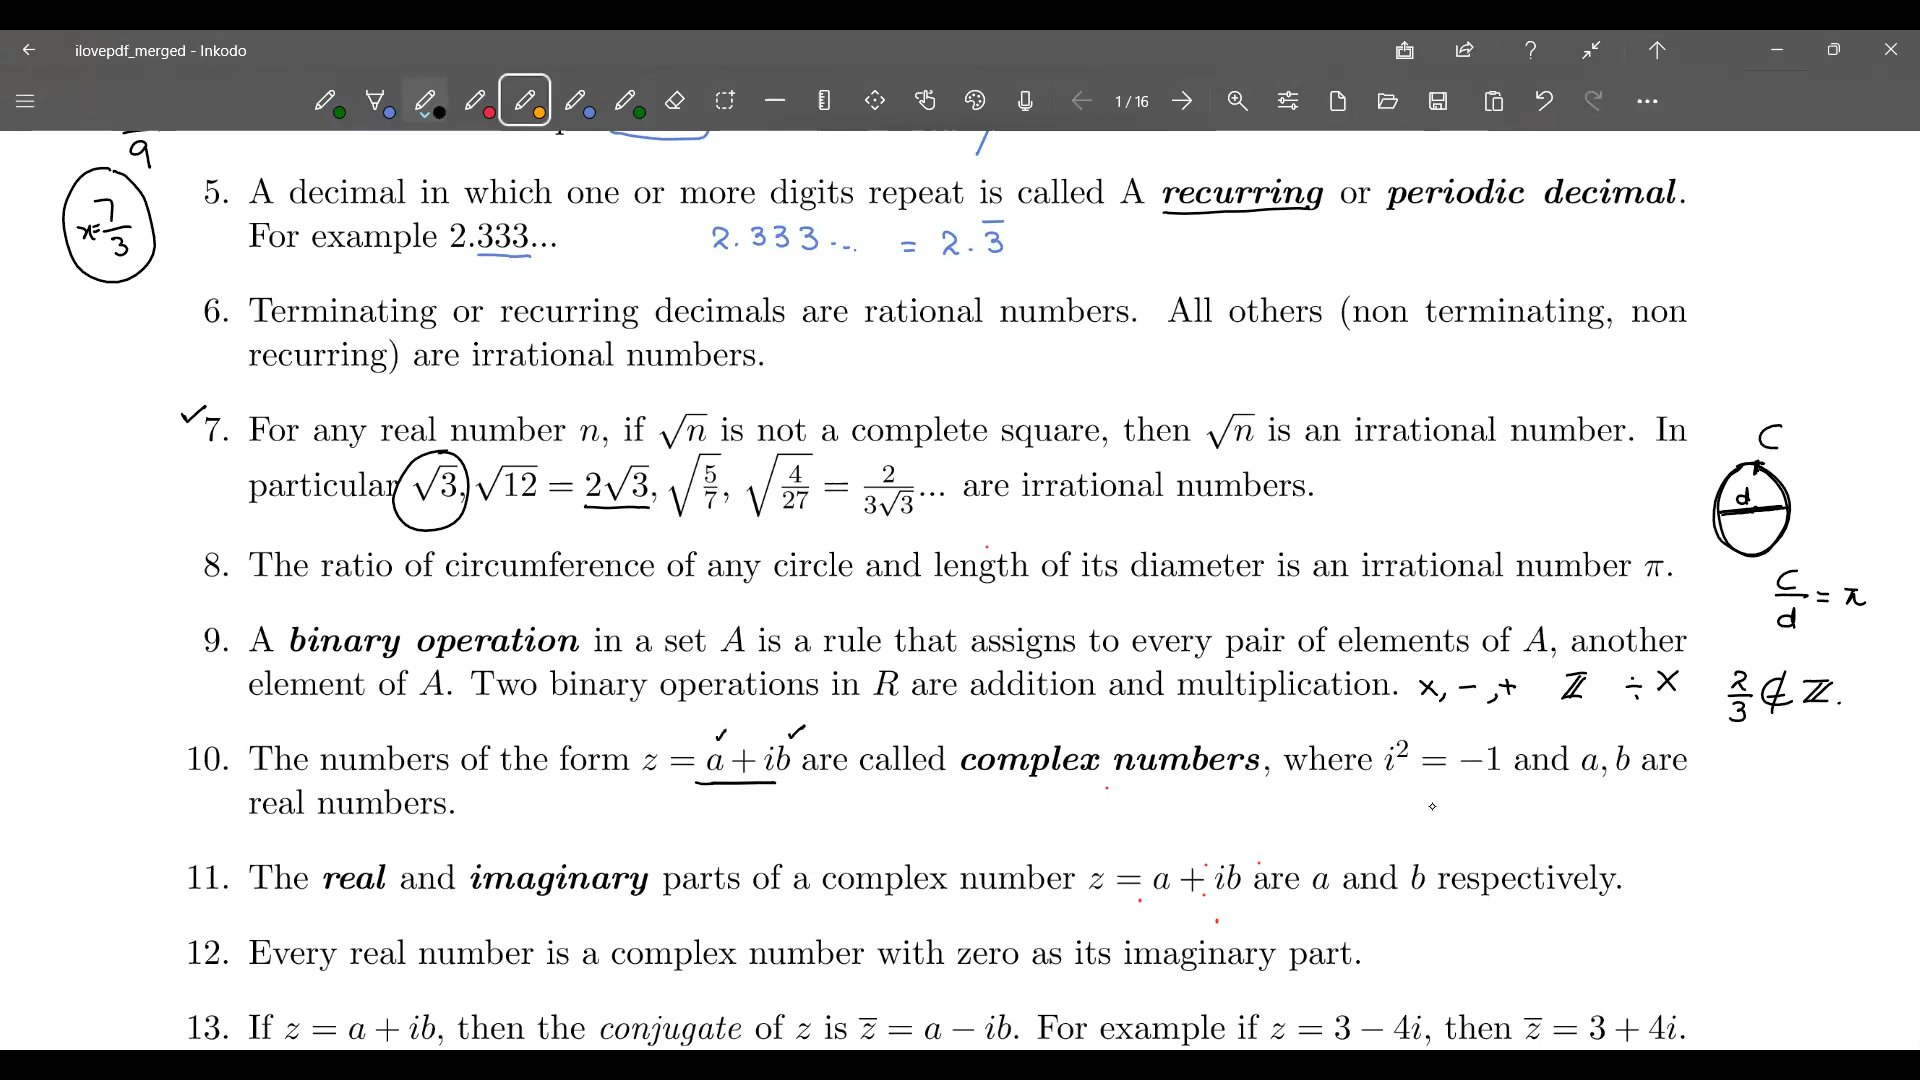 ilovepdf_merged - Inkodo
1 / 16
9
5. A decimal in which one or more digits repeat is called A recurring or periodic decimal.
x = 7/3
For example 2.333... 2.333... = 2.3̅
6. Terminating or recurring decimals are rational numbers. All others (non terminating, non
recurring) are irrational numbers.
✓7. For any real number n, if √n is not a complete square, then √n is an irrational number. In
C
particular √3, √12 = 2√3, √(5/7), √(4/27) = 2/(3√3)... are irrational numbers.
d
8. The ratio of circumference of any circle and length of its diameter is an irrational number π.
C/d = π
9. A binary operation in a set A is a rule that assigns to every pair of elements of A, another
element of A. Two binary operations in R are addition and multiplication. ×, -, + ℤ ÷ × 2/3 ∉ ℤ.
10. The numbers of the form z = a + ib are called complex numbers, where i² = −1 and a, b are
real numbers.
11. The real and imaginary parts of a complex number z = a + ib are a and b respectively.
12. Every real number is a complex number with zero as its imaginary part.
13. If z = a + ib, then the conjugate of z is z̅ = a − ib. For example if z = 3 − 4i, then z̅ = 3 + 4i.